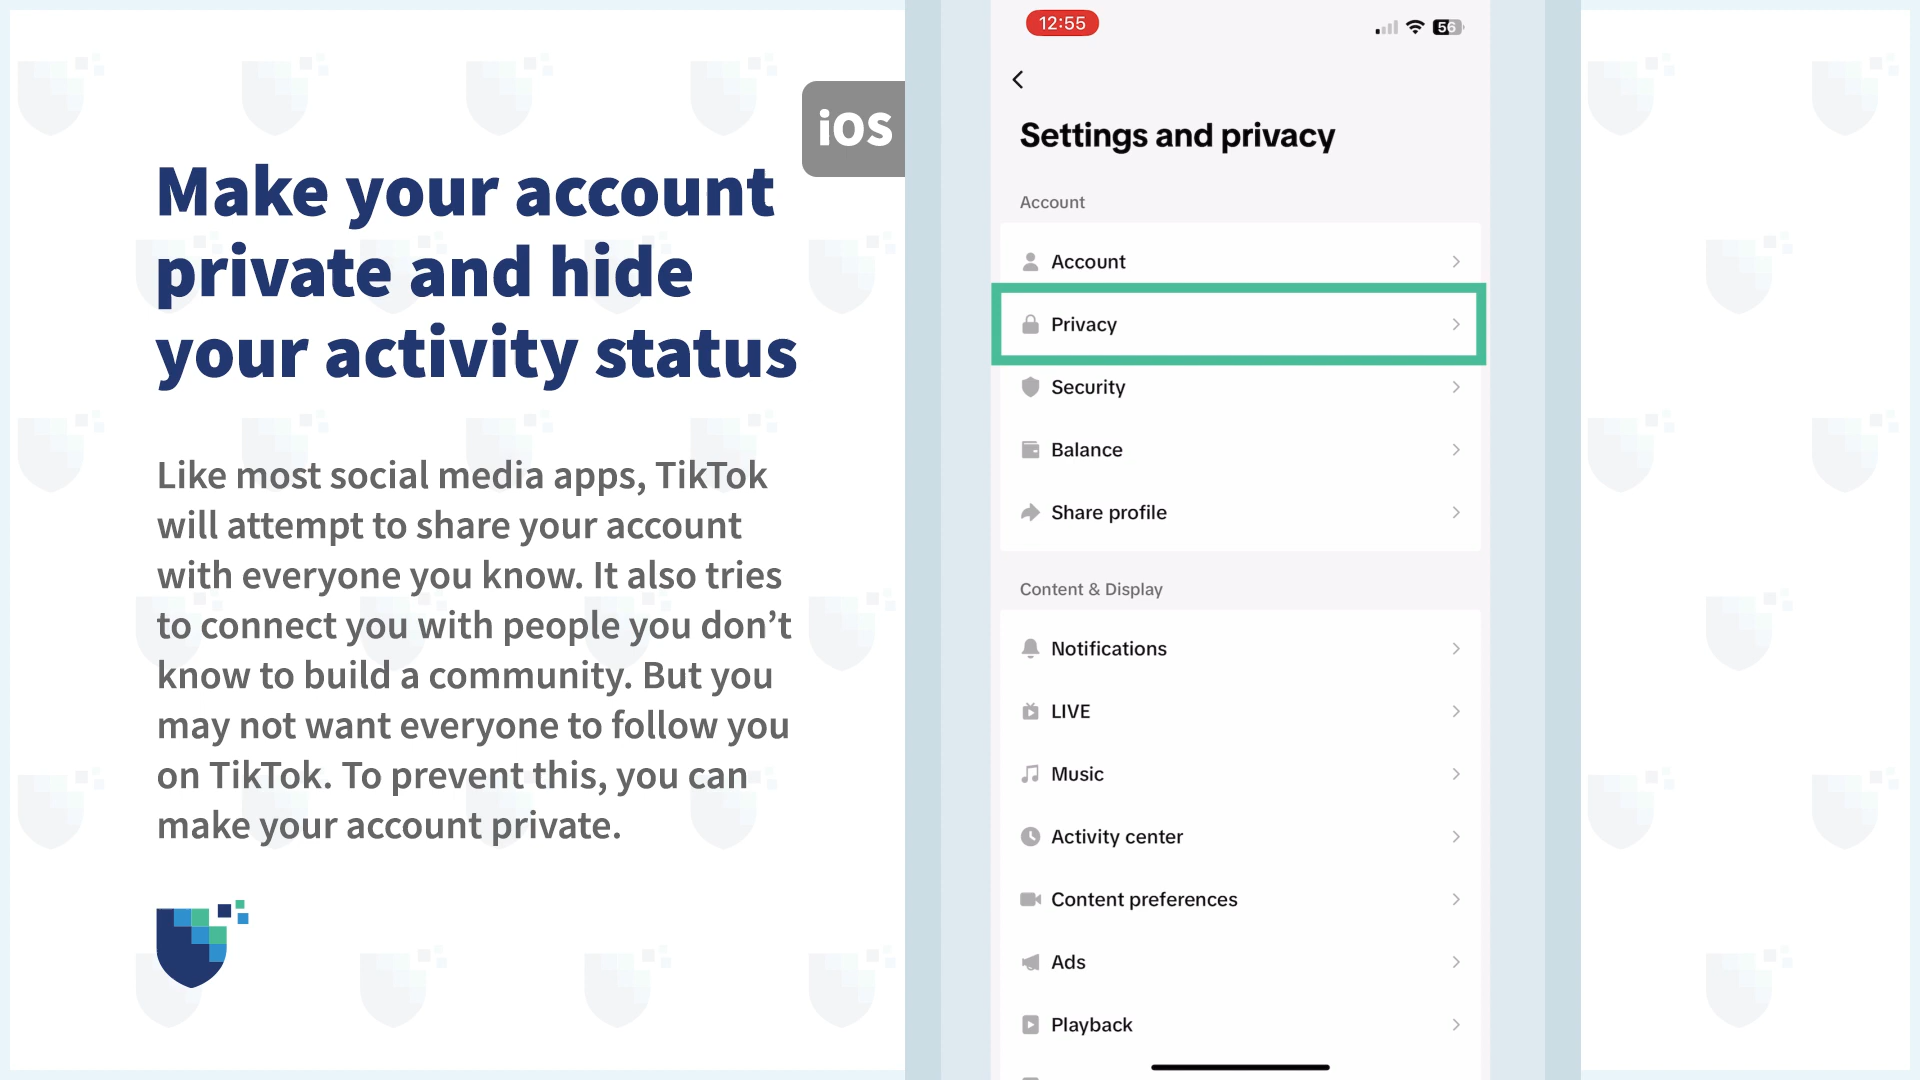 iOS
Make your account
private and hide
your activity status
Like most social media apps, TikTok
will attempt to share your account
with everyone you know. It also tries
to connect you with people you don’t
know to build a community. But you
may not want everyone to follow you
on TikTok. To prevent this, you can
make your account private.
12:55
56
Settings and privacy
Account
Account
Privacy
Security
Balance
Share profile
Content & Display
Notifications
LIVE
Music
Activity center
Content preferences
Ads
Playback